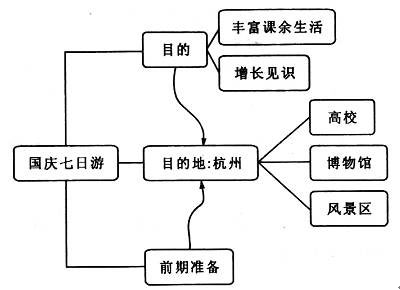 丰富课余生活
目的
增长见识
高校
国庆七日游
目的地:杭州
博物馆
风景区
前期准备